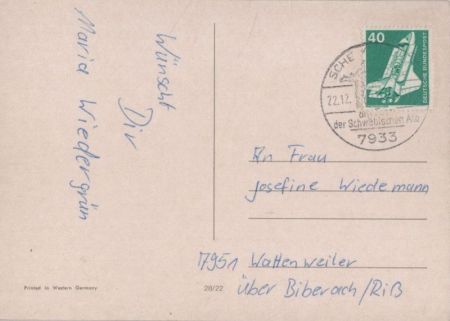 Wünscht
Dir
Maria Wiedergrün
40
DEUTSCHE BUNDESPOST
SCHE
22.12.
der Schwäbischen Alb
7933
An Frau
Josefine Wiedemann
7951 Wattenweiler
über Biberach/Riß
Printed in Western Germany
28/22